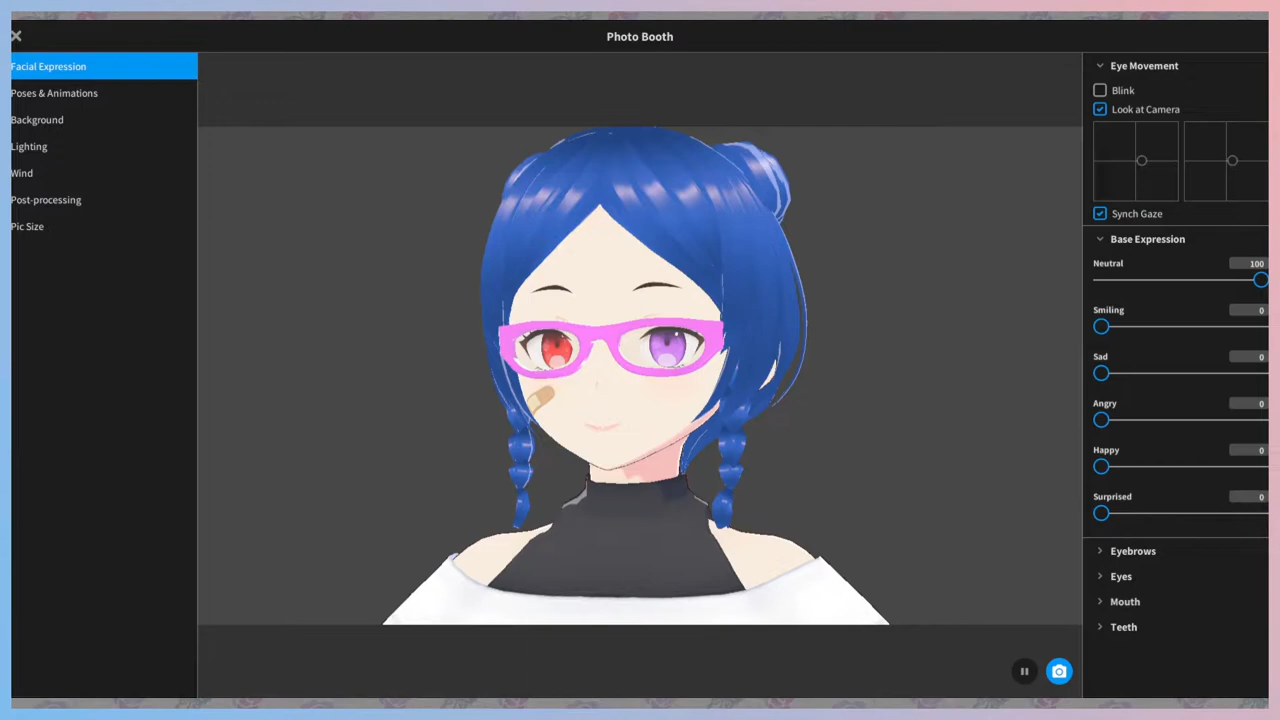 Photo Booth
Facial Expression
Poses & Animations
Background
Lighting
Wind
Post-processing
Pic Size
Eye Movement
Blink
Look at Camera
Synch Gaze
Base Expression
Neutral 100
Smiling 0
Sad 0
Angry 0
Happy 0
Surprised 0
Eyebrows
Eyes
Mouth
Teeth